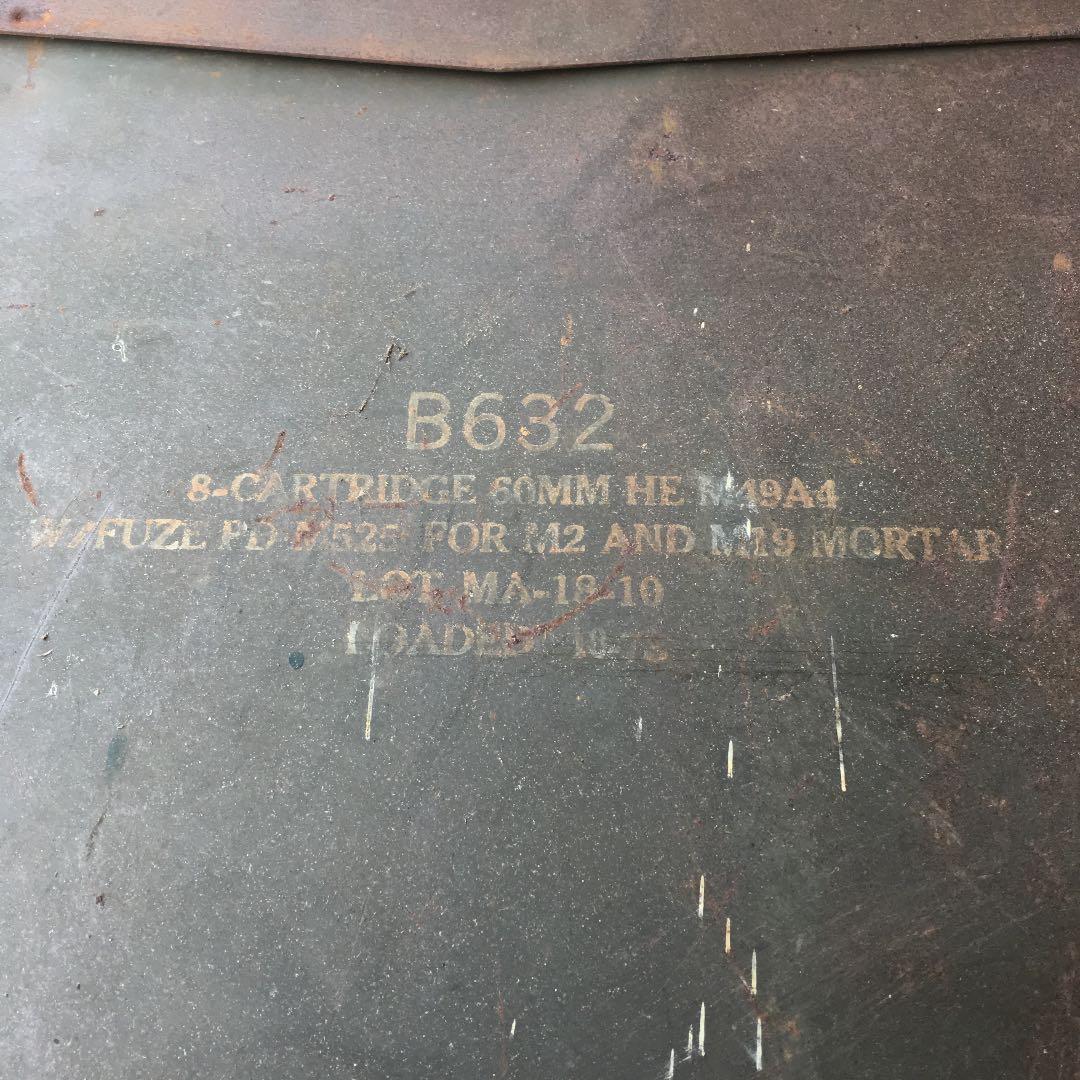 B632
8-CARTRIDGE 60MM HE M49A4
W/FUZE PD M525 FOR M2 AND M19 MORTAR
LOT MA-18-10
LOADED